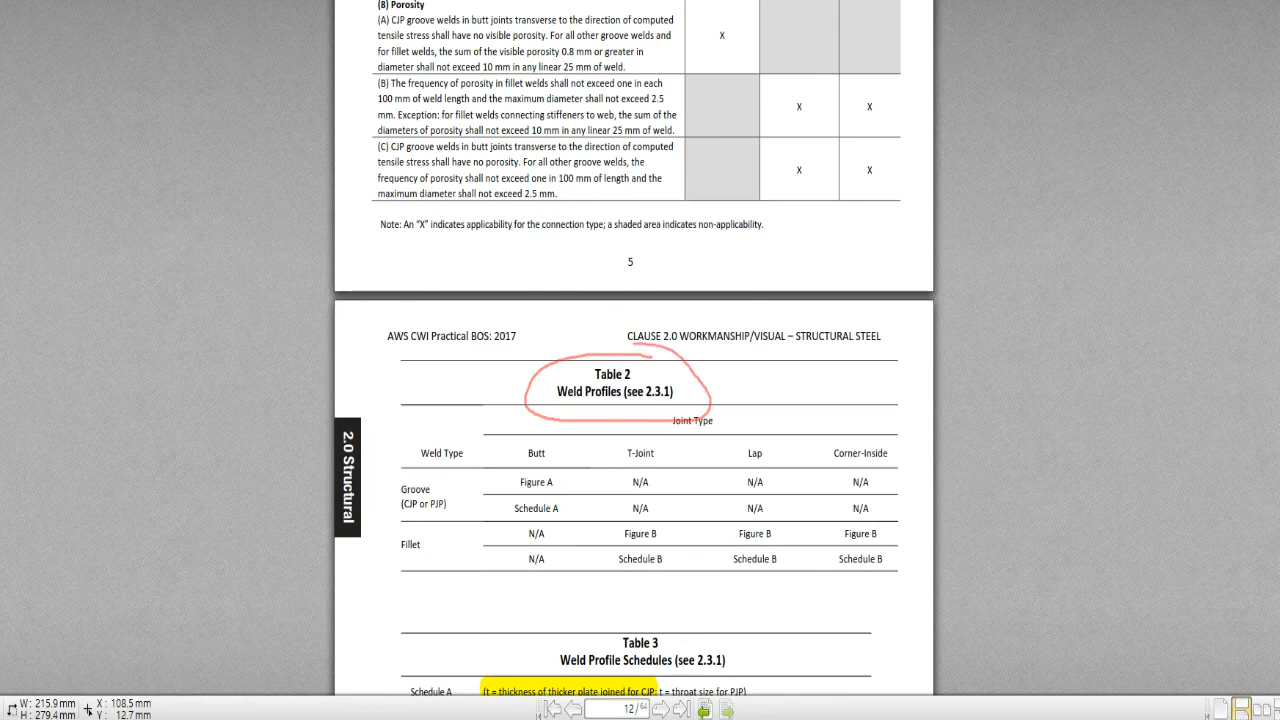 (8) Porosity
(A) CJP groove welds in butt joints transverse to the direction of computed
tensile stress shall have no visible porosity. For all other groove welds and
for fillet welds, the sum of the visible porosity 0.8 mm or greater in
diameter shall not exceed 10 mm in any linear 25 mm of weld.
X
(B) The frequency of porosity in fillet welds shall not exceed one in each
100 mm of weld length and the maximum diameter shall not exceed 2.5
mm. Exception: for fillet welds connecting stiffeners to web, the sum of the
diameters of porosity shall not exceed 10 mm in any linear 25 mm of weld.
X X
(C) CJP groove welds in butt joints transverse to the direction of computed
tensile stress shall have no porosity. For all other groove welds, the
frequency of porosity shall not exceed one in 100 mm of length and the
maximum diameter shall not exceed 2.5 mm.
X X
Note: An “X” indicates applicability for the connection type; a shaded area indicates non-applicability.
5
AWS CWI Practical BOS: 2017 CLAUSE 2.0 WORKMANSHIP/VISUAL – STRUCTURAL STEEL
Table 2
Weld Profiles (see 2.3.1)
Joint Type
Weld Type Butt T-Joint Lap Corner-Inside
Groove
(CJP or PJP)
Figure A N/A N/A N/A
Schedule A N/A N/A N/A
Fillet
N/A Figure B Figure B Figure B
N/A Schedule B Schedule B Schedule B
2.0 Structural
Table 3
Weld Profile Schedules (see 2.3.1)
Schedule A (t = thickness of thicker plate joined for CJP; t = throat size for PJP)
W: 215.9 mm X: 108.5 mm
H: 279.4 mm Y: 12.7 mm
12/64